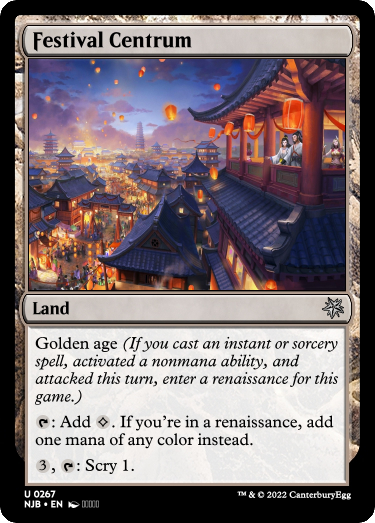 Festival Centrum
Land
Golden age (If you cast an instant or sorcery
spell, activated a nonmana ability, and
attacked this turn, enter a renaissance for this
game.)
: Add . If you're in a renaissance, add
one mana of any color instead.
3, : Scry 1.
U 0267
NJB • EN
™ & © 2022 CanterburyEgg